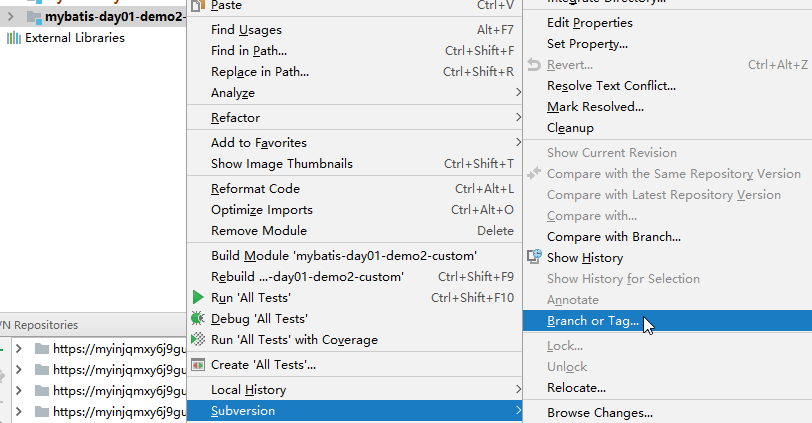 mybatis-day01-demo2-
External Libraries
VN Repositories
https://myinjqmxy6j9gu
https://myinjqmxy6j9gu
https://myinjqmxy6j9gu
https://myinjqmxy6j9gu
Paste Ctrl+V
Find Usages Alt+F7
Find in Path... Ctrl+Shift+F
Replace in Path... Ctrl+Shift+R
Analyze
Refactor
Add to Favorites
Show Image Thumbnails Ctrl+Shift+T
Reformat Code Ctrl+Alt+L
Optimize Imports Ctrl+Alt+O
Remove Module Delete
Build Module 'mybatis-day01-demo2-custom'
Rebuild ...-day01-demo2-custom' Ctrl+Shift+F9
Run 'All Tests' Ctrl+Shift+F10
Debug 'All Tests'
Run 'All Tests' with Coverage
Create 'All Tests'...
Local History
Subversion
Integrate Directory...
Edit Properties
Set Property...
Revert... Ctrl+Alt+Z
Resolve Text Conflict...
Mark Resolved...
Cleanup
Show Current Revision
Compare with the Same Repository Version
Compare with Latest Repository Version
Compare with...
Compare with Branch...
Show History
Show History for Selection
Annotate
Branch or Tag...
Lock...
Unlock
Relocate...
Browse Changes...